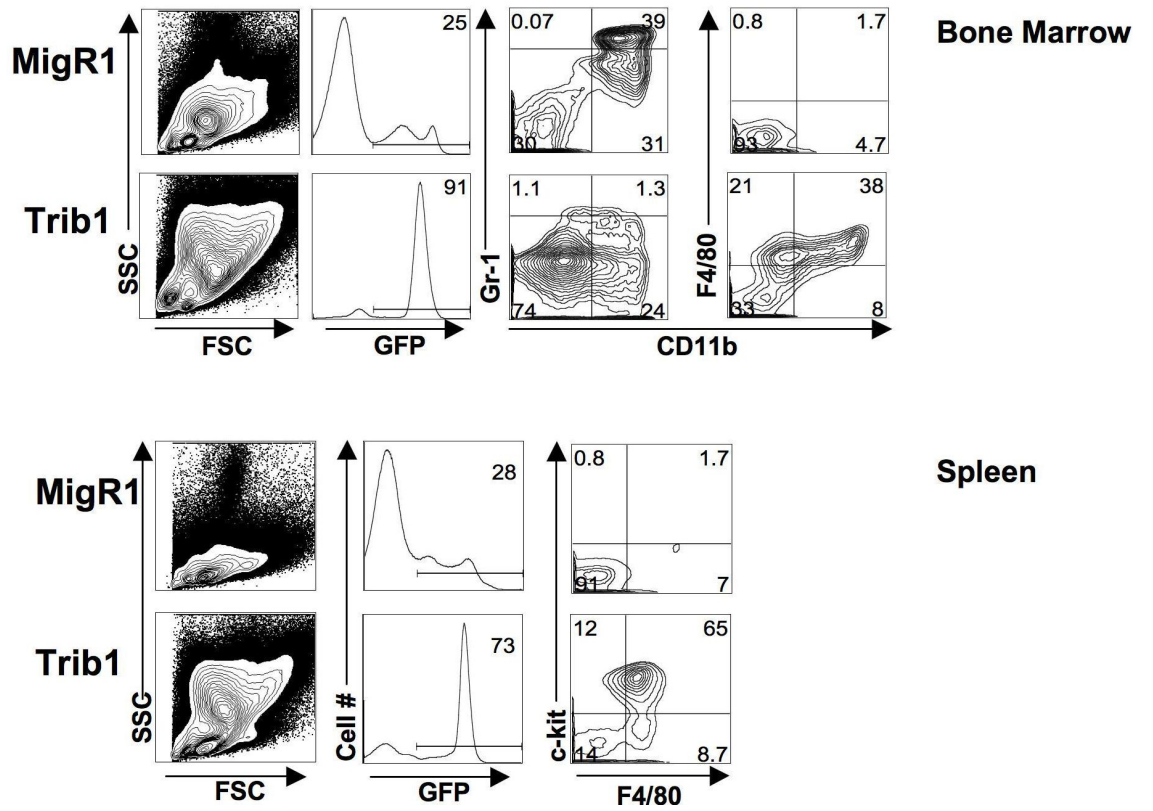 Bone Marrow
MigR1
25
0.07 39
30 31
0.8 1.7
93 4.7
Trib1
91
1.1 1.3
74 24
21 38
33 8
SSC
Gr-1
F4/80
FSC
GFP
CD11b
Spleen
MigR1
28
0.8 1.7
91 7
Trib1
73
12 65
14 8.7
SSC
Cell #
c-kit
FSC
GFP
F4/80